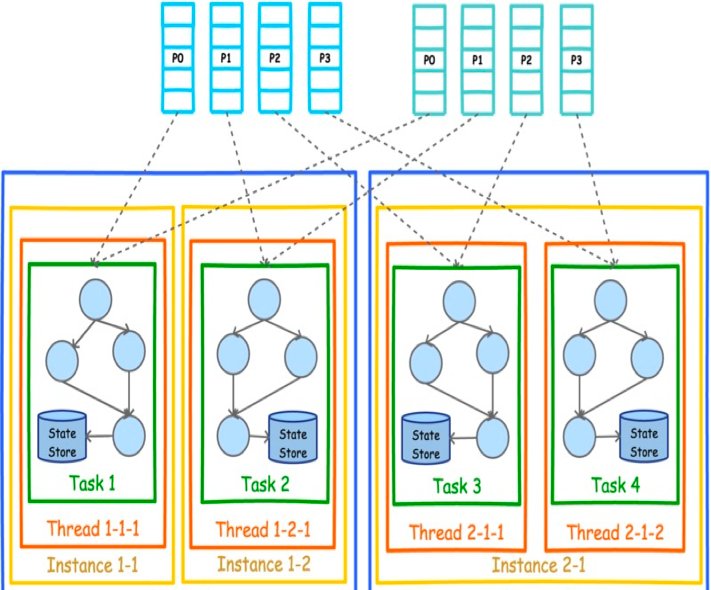 P0 P1 P2 P3 P0 P1 P2 P3
State Store
State Store
State Store
State Store
Task 1 Task 2 Task 3 Task 4
Thread 1-1-1 Thread 1-2-1 Thread 2-1-1 Thread 2-1-2
Instance 1-1 Instance 1-2 Instance 2-1